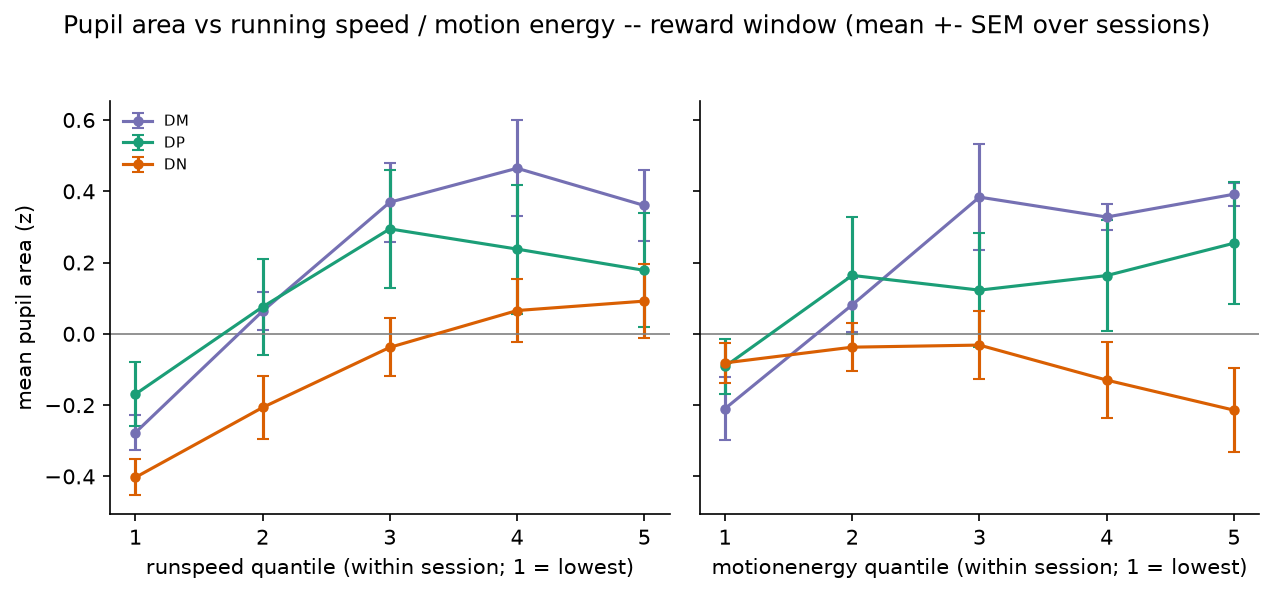 Pupil area vs running speed / motion energy -- reward window (mean +- SEM over sessions)
DM
DP
DN
mean pupil area (z)
0.6
0.4
0.2
0.0
−0.2
−0.4
1 2 3 4 5
runspeed quantile (within session; 1 = lowest)
1 2 3 4 5
motionenergy quantile (within session; 1 = lowest)